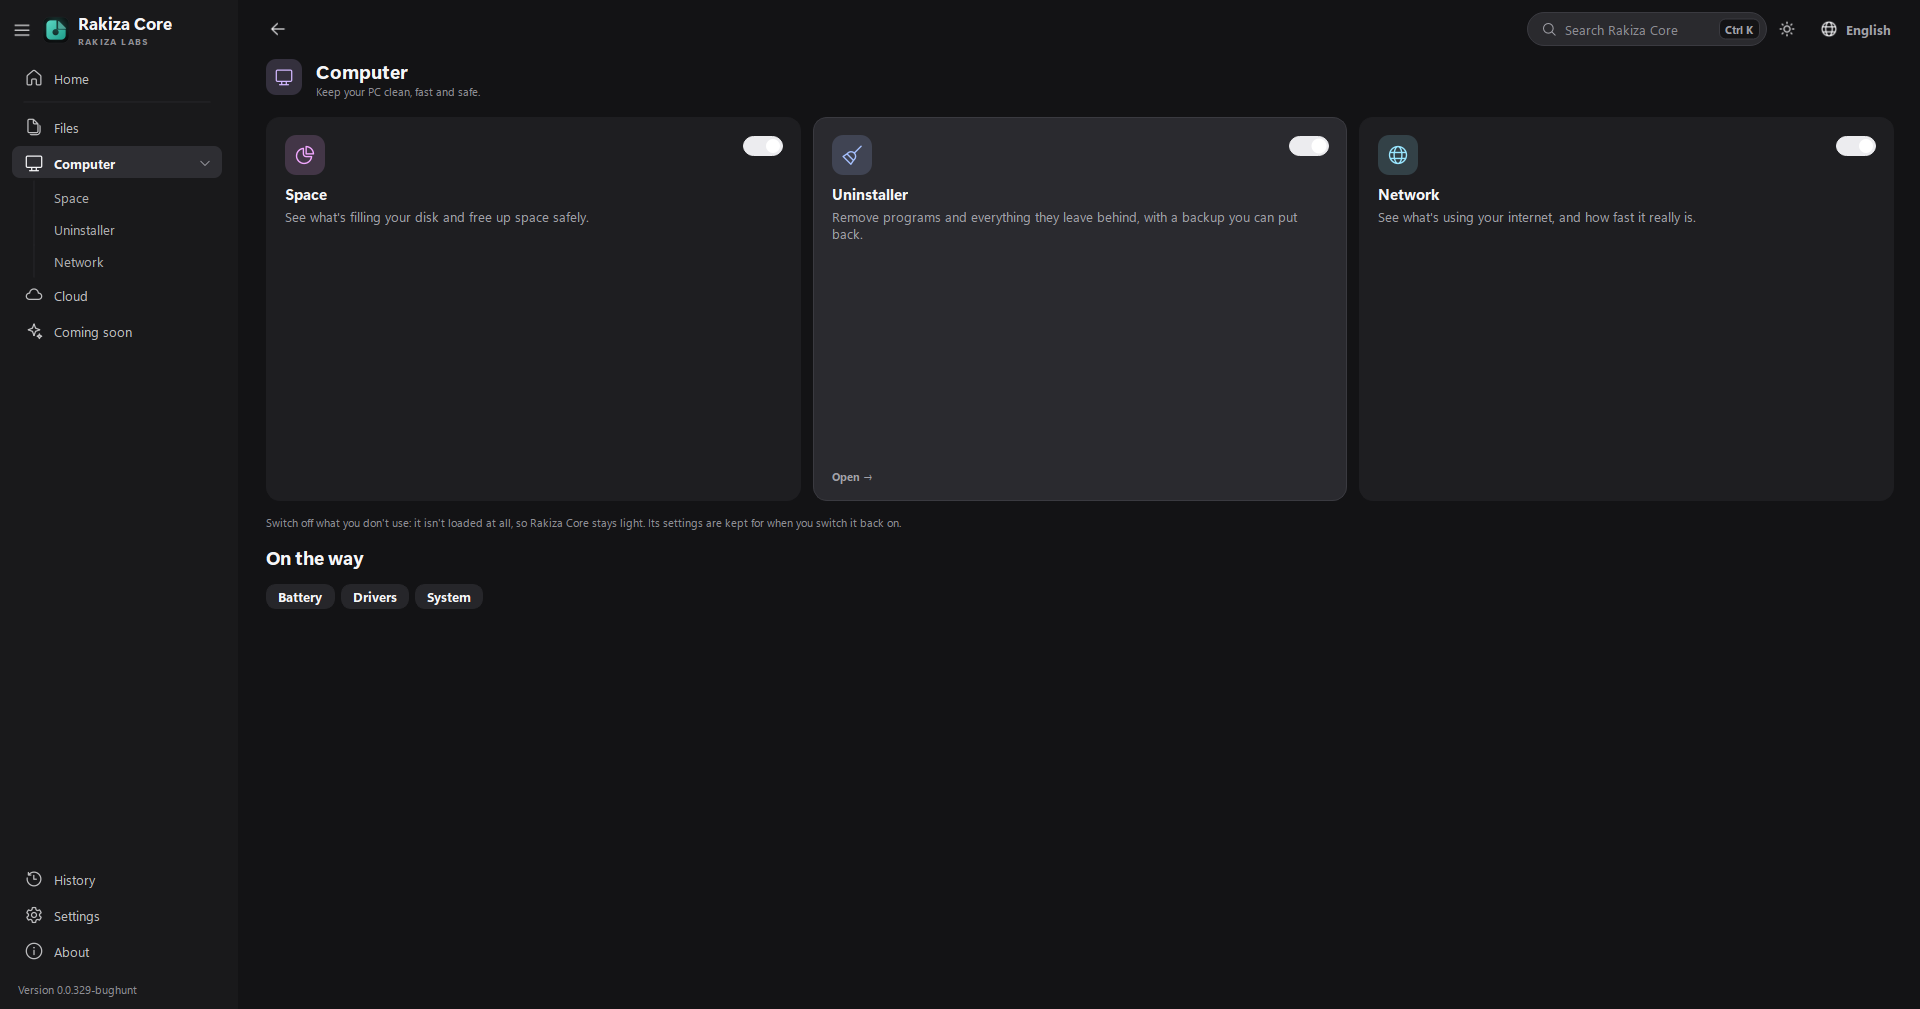 Rakiza Core
RAKIZA LABS
Search Rakiza Core
Ctrl K
English
Home
Files
Computer
Space
Uninstaller
Network
Cloud
Coming soon
Computer
Keep your PC clean, fast and safe.
Space
See what's filling your disk and free up space safely.
Uninstaller
Remove programs and everything they leave behind, with a backup you can put
back.
Open →
Network
See what's using your internet, and how fast it really is.
Switch off what you don't use: it isn't loaded at all, so Rakiza Core stays light. Its settings are kept for when you switch it back on.
On the way
Battery
Drivers
System
History
Settings
About
Version 0.0.329-bughunt